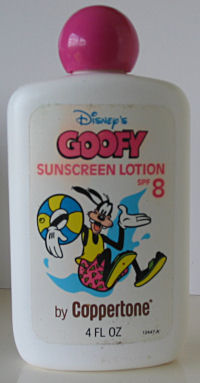 Disney's
GOOFY
SUNSCREEN LOTION
SPF 8
by Coppertone®
4 FL OZ